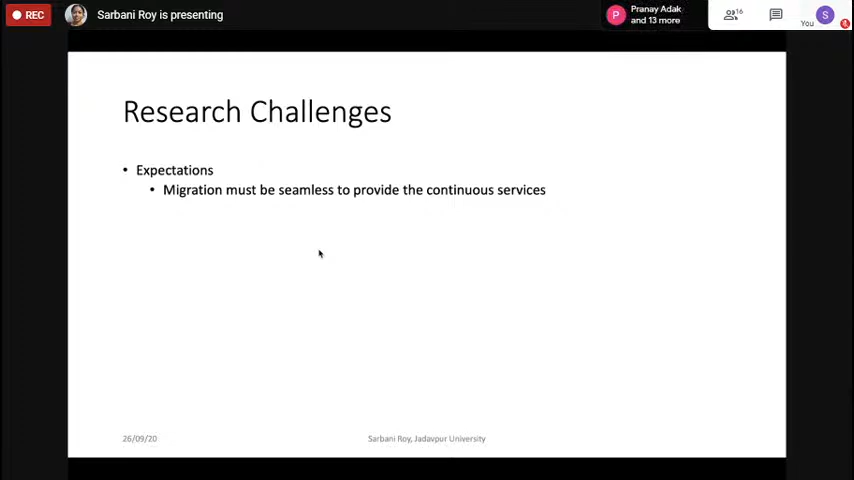 REC
Sarbani Roy is presenting
P
Pranay Adak
and 13 more
16
You
S
Research Challenges
• Expectations
• Migration must be seamless to provide the continuous services
26/09/20
Sarbani Roy, Jadavpur University